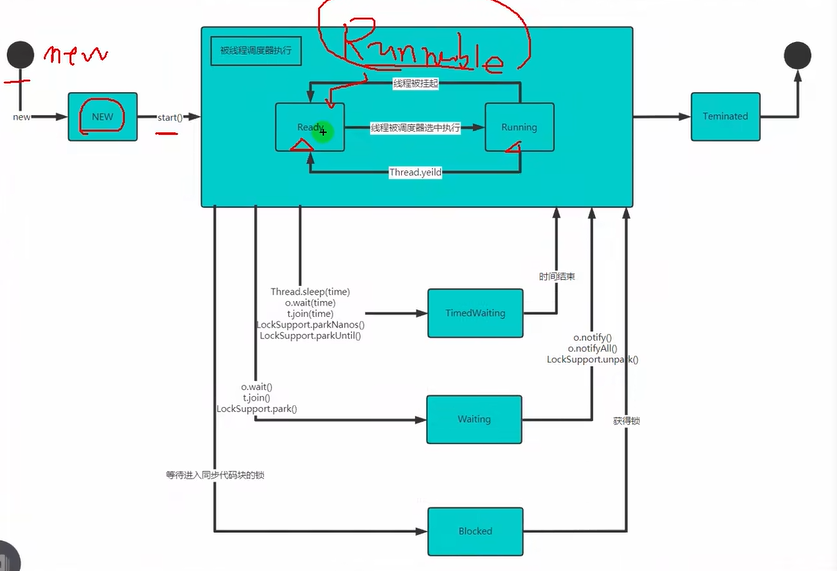 new
Runnable
被线程调度器执行
线程被挂起
new
NEW
start()
Ready
线程被调度器选中执行
Running
Teminated
Thread.yeild
Thread.sleep(time)
o.wait(time)
t.join(time)
LockSupport.parkNanos()
LockSupport.parkUntil()
TimedWaiting
时间结束
o.notify()
o.notifyAll()
LockSupport.unpark()
o.wait()
t.join()
LockSupport.park()
Waiting
获得锁
等待进入同步代码块的锁
Blocked